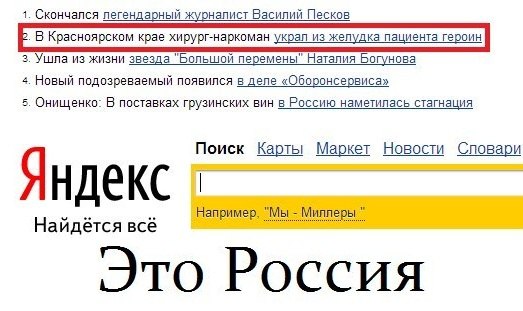 1. Скончался легендарный журналист Василий Песков
2. В Красноярском крае хирург-наркоман украл из желудка пациента героин
3. Ушла из жизни звезда "Большой перемены" Наталия Богунова
4. Новый подозреваемый появился в деле «Оборонсервиса»
5. Онищенко: В поставках грузинских вин в Россию наметилась стагнация
Поиск Карты Маркет Новости Словари
Яндекс
Найдётся всё
Например, "Мы - Миллеры "
Это Россия